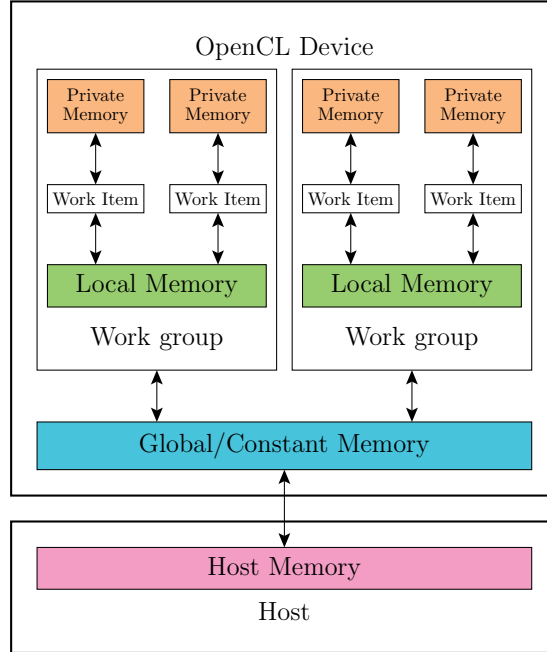 OpenCL Device
Private
Memory
Private
Memory
Private
Memory
Private
Memory
Work Item
Work Item
Work Item
Work Item
Local Memory
Local Memory
Work group
Work group
Global/Constant Memory
Host Memory
Host